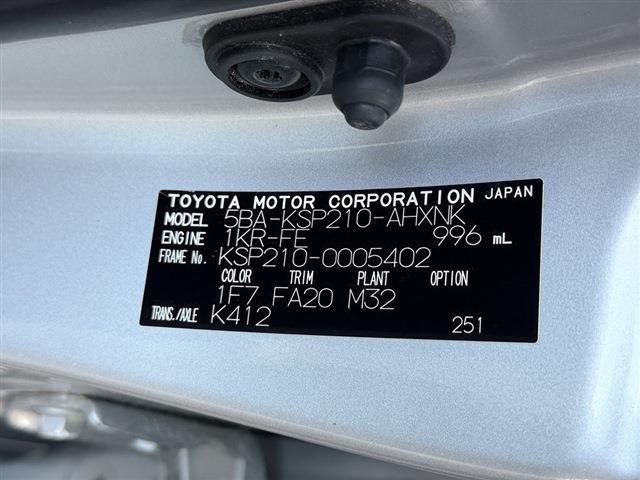 TOYOTA MOTOR CORPORATION JAPAN
MODEL 5BA-KSP210-AHXNK
ENGINE 1KR-FE 996 mL
FRAME No. KSP210-0005402
COLOR TRIM PLANT OPTION
1F7 FA20 M32
TRANS./AXLE K412
251